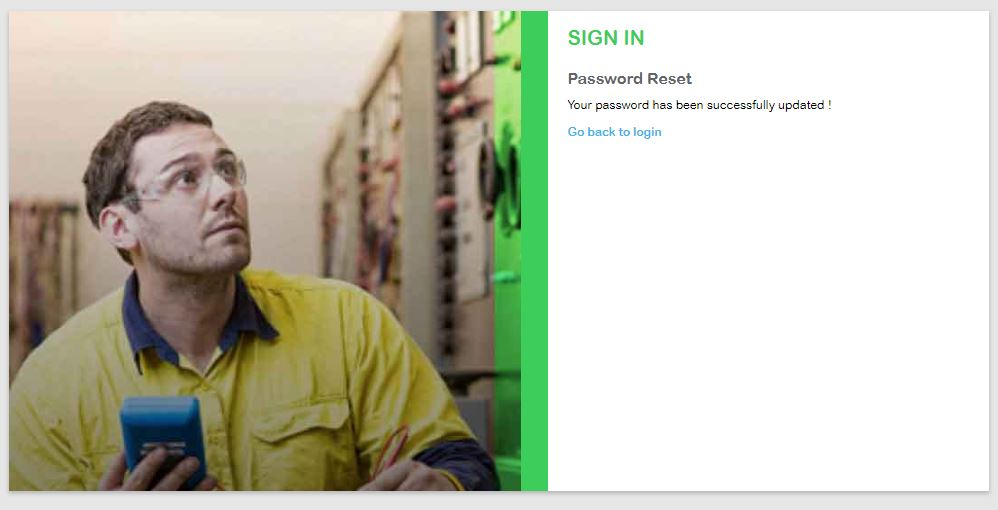 SIGN IN
Password Reset
Your password has been successfully updated !
Go back to login